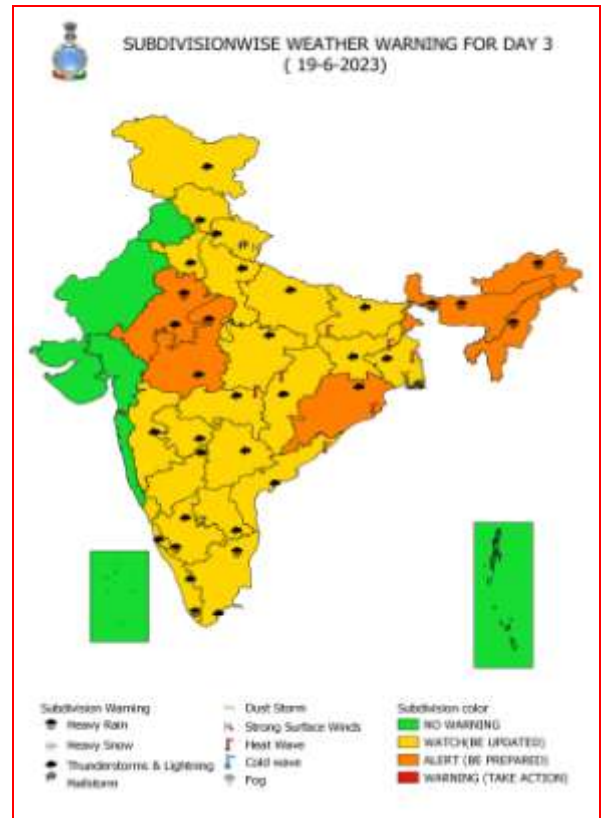 SUBDIVISIONWISE WEATHER WARNING FOR DAY 3
( 19-6-2023)
Subdivision Warning
Heavy Rain
Heavy Snow
Thunderstorms & Lightning
Hailstorm
Dust Storm
Strong Surface Winds
Heat Wave
Cold wave
Fog
Subdivision color
NO WARNING
WATCH(BE UPDATED)
ALERT (BE PREPARED)
WARNING (TAKE ACTION)